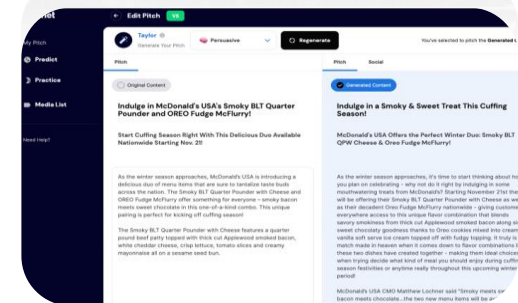 Edit Pitch V5
My Pitch
Predict
Practice
Media List
Need Help?
Taylor
Generate Your Pitch
Persuasive
Regenerate
You've selected to pitch the Generated
Pitch
Pitch Social
Original Content
Generated Content
Indulge in McDonald's USA's Smoky BLT Quarter
Pounder and OREO Fudge McFlurry!
Start Cuffing Season Right With This Delicious Duo Available
Nationwide Starting Nov. 21!
As the winter season approaches, McDonald's USA is introducing a
delicious duo of menu items that are sure to tantalize taste buds
across the nation. The Smoky BLT Quarter Pounder with Cheese and
OREO Fudge McFlurry offer something for everyone - smoky bacon
meets sweet chocolate in this one-of-a-kind combo. This unique
pairing is perfect for kicking off cuffing season!
The Smoky BLT Quarter Pounder with Cheese features a quarter
pound beef patty topped with thick cut Applewood smoked bacon,
white cheddar cheese, crisp lettuce, tomato slices and creamy
mayonnaise all on a sesame seed bun.
Indulge in a Smoky & Sweet Treat This Cuffing
Season!
McDonald's USA Offers the Perfect Winter Duo: Smoky BLT
QPW Cheese & Oreo Fudge McFlurry!
As the winter season approaches, it's time to start thinking about
you plan on celebrating - why not do it right by indulging in some
mouthwatering treats from McDonald's? Starting November 21st
will be offering their Smoky BLT Quarter Pounder with Cheese as
as their decadent Oreo Fudge McFlurry nationwide - giving
everywhere access to this unique flavor combination that blends
savory smokiness from thick cut Applewood smoked bacon along
sweet chocolatey goodness thanks to Oreo cookies mixed into
vanilla soft serve ice cream topped off with fudge topping. It truly is
match made in heaven when it comes down to flavor combinations
these two dishes have created together - making them ideal
when trying decide what kind of meal you should enjoy during
season festivities or anytime really throughout this upcoming winter
period!
McDonald's USA CMO Matthew Lochner said "Smoky meets
bacon meets chocolate...the two new menu items will be